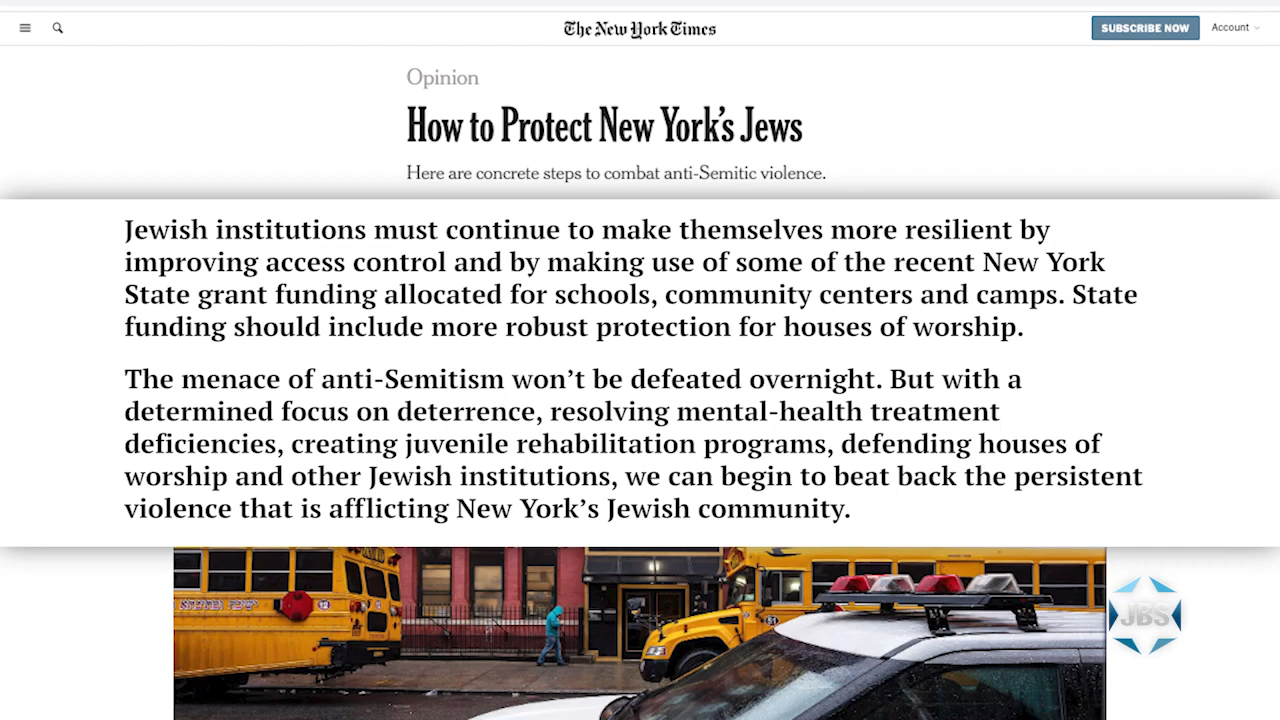 The New York Times
SUBSCRIBE NOW
Account
Opinion
How to Protect New York's Jews
Here are concrete steps to combat anti-Semitic violence.
Jewish institutions must continue to make themselves more resilient by
improving access control and by making use of some of the recent New York
State grant funding allocated for schools, community centers and camps. State
funding should include more robust protection for houses of worship.
The menace of anti-Semitism won't be defeated overnight. But with a
determined focus on deterrence, resolving mental-health treatment
deficiencies, creating juvenile rehabilitation programs, defending houses of
worship and other Jewish institutions, we can begin to beat back the persistent
violence that is afflicting New York's Jewish community.
12
61
JBS